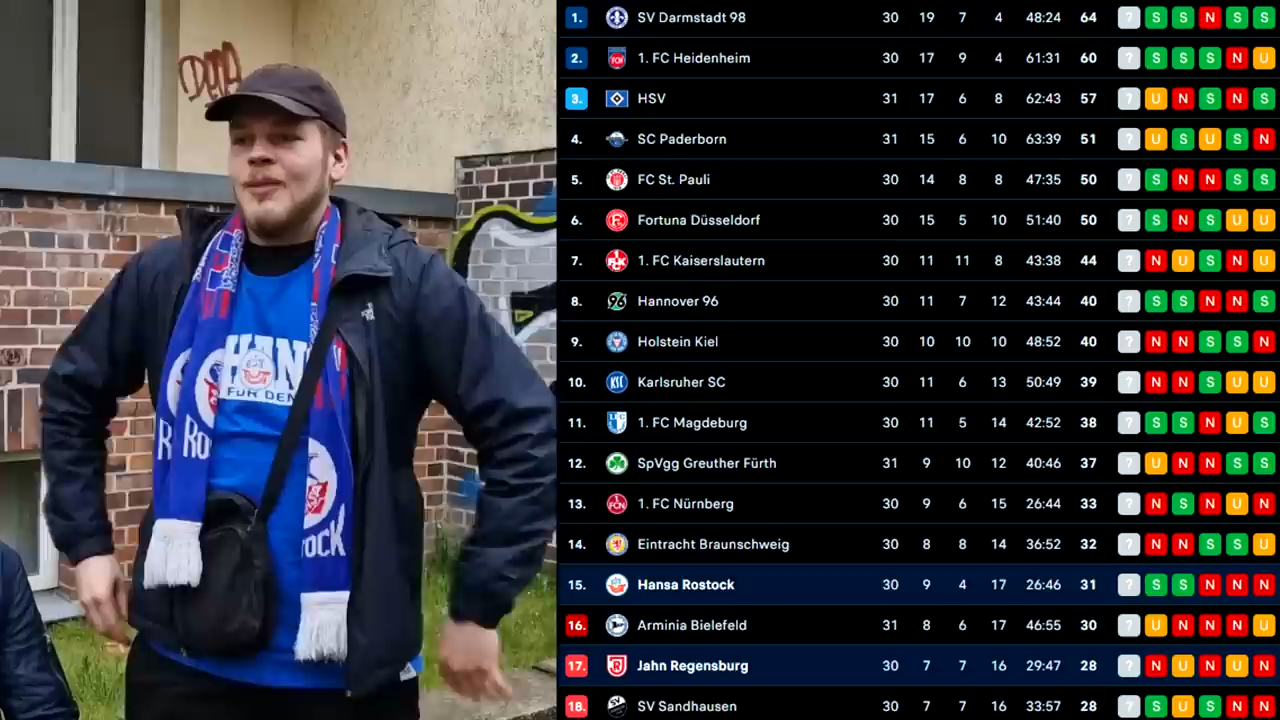 DEPA
HAN
FÜR DEN
R
Ro
TOCK
1. SV Darmstadt 98 30 19 7 4 48:24 64 ? S S N S S
2. 1. FC Heidenheim 30 17 9 4 61:31 60 ? S S S N U
3. HSV 31 17 6 8 62:43 57 ? U N S N S
4. SC Paderborn 31 15 6 10 63:39 51 ? U S U S N
5. FC St. Pauli 30 14 8 8 47:35 50 ? S N N S S
6. Fortuna Düsseldorf 30 15 5 10 51:40 50 ? S N S U U
7. 1. FC Kaiserslautern 30 11 11 8 43:38 44 ? N U S N U
8. Hannover 96 30 11 7 12 43:44 40 ? S S N N S
9. Holstein Kiel 30 10 10 10 48:52 40 ? N N S S N
10. Karlsruher SC 30 11 6 13 50:49 39 ? N N S U U
11. 1. FC Magdeburg 30 11 5 14 42:52 38 ? S S N U S
12. SpVgg Greuther Fürth 31 9 10 12 40:46 37 ? U N N S S
13. 1. FC Nürnberg 30 9 6 15 26:44 33 ? N S N U N
14. Eintracht Braunschweig 30 8 8 14 36:52 32 ? N N S S U
15. Hansa Rostock 30 9 4 17 26:46 31 ? S S N N N
16. Arminia Bielefeld 31 8 6 17 46:55 30 ? U N N N U
17. Jahn Regensburg 30 7 7 16 29:47 28 ? N U N U N
18. SV Sandhausen 30 7 7 16 33:57 28 ? S U S N N